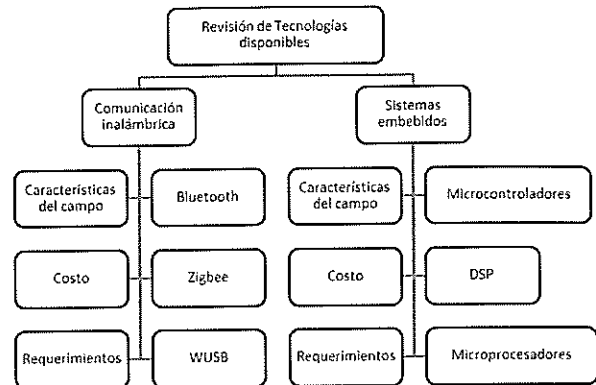 Revisión de Tecnologías
disponibles
Comunicación
inalámbrica
Sistemas
embebidos
Características
del campo
Bluetooth
Características
del campo
Microcontroladores
Costo
Zigbee
Costo
DSP
Requerimientos
WUSB
Requerimientos
Microprocesadores